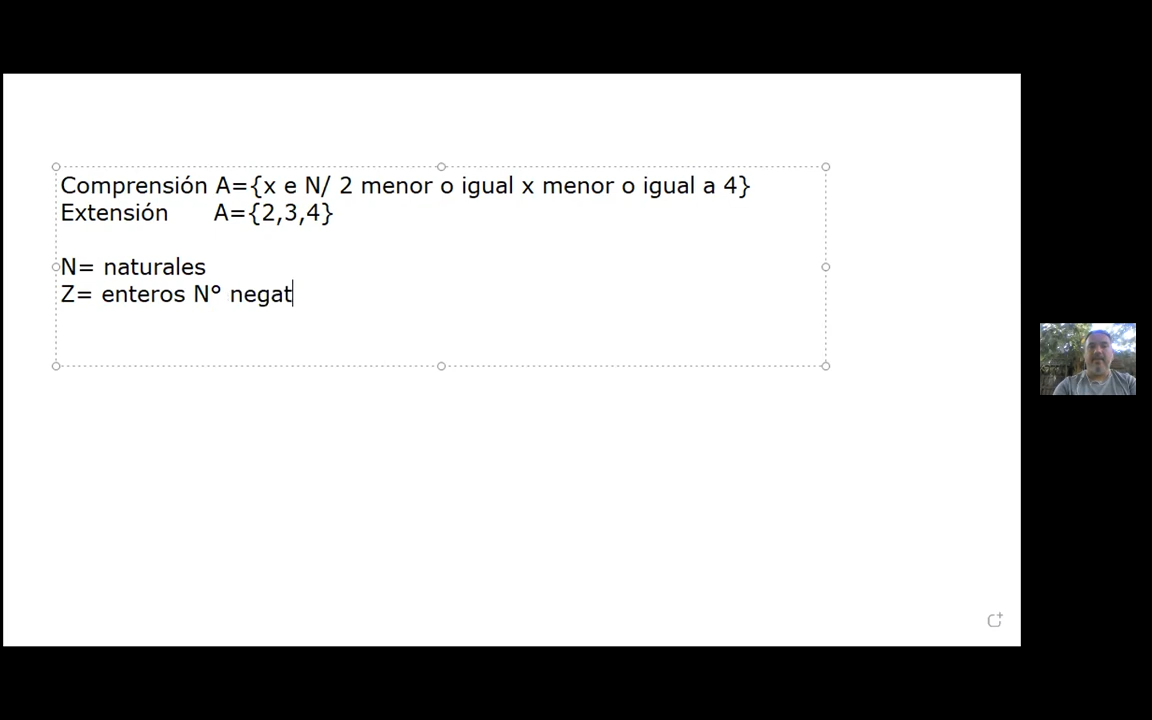 Comprensión A={x e N/ 2 menor o igual x menor o igual a 4}
Extensión A={2,3,4}
N= naturales
Z= enteros N° negat